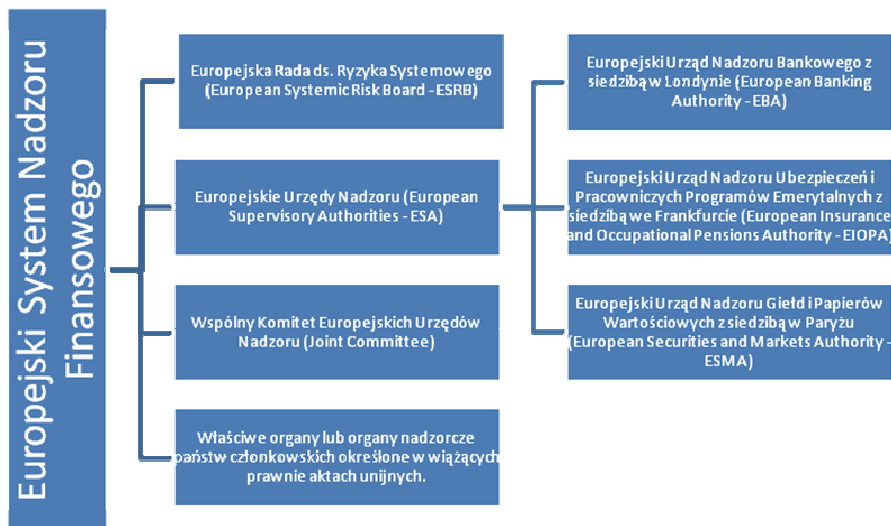 Europejski System Nadzoru
Finansowego
Europejska Rada ds. Ryzyka Systemowego
(European Systemic Risk Board - ESRB)
Europejskie Urzędy Nadzoru (European
Supervisory Authorities - ESA)
Wspólny Komitet Europejskich Urzędów
Nadzoru (Joint Committee)
Właściwe organy lub organy nadzorcze
państw członkowskich określone w wiążących
prawnie aktach unijnych.
Europejski Urząd Nadzoru Bankowego z
siedzibą w Londynie (European Banking
Authority - EBA)
Europejski Urząd Nadzoru Ubezpieczeń i
Pracowniczych Programów Emerytalnych z
siedzibą we Frankfurcie (European Insurance
and Occupational Pensions Authority - EIOPA)
Europejski Urząd Nadzoru Giełd i Papierów
Wartościowych z siedzibą w Paryżu
(European Securities and Markets Authority -
ESMA)